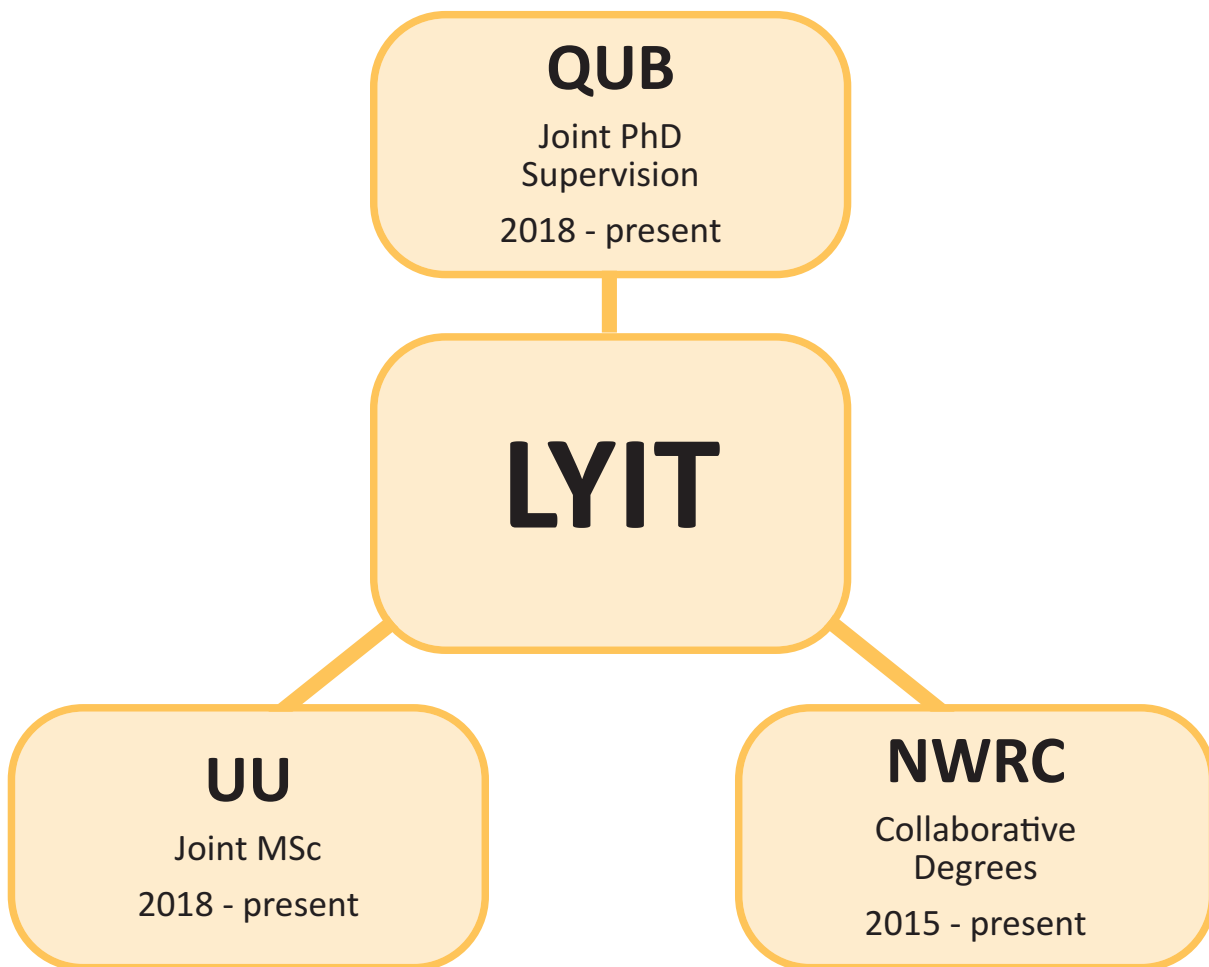 QUB
Joint PhD
Supervision
2018 - present
LYIT
UU
Joint MSc
2018 - present
NWRC
Collaborative
Degrees
2015 - present